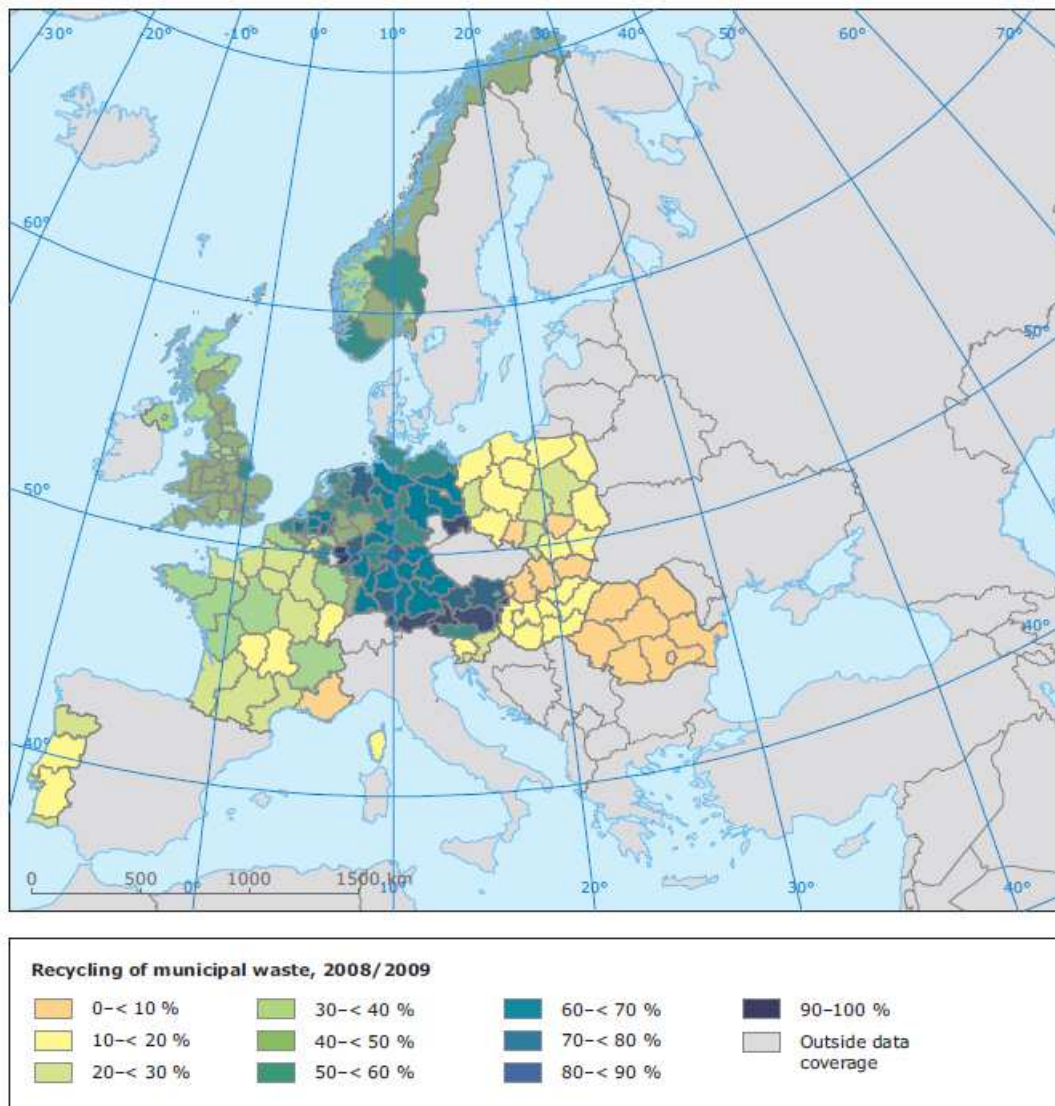 -30° -20° -10° 0° 10° 20° 30° 40° 50° 60° 70°
60°
50°
50°
40°
40°
0 500 1000 1500 km
0° 10° 20° 30° 40°
Recycling of municipal waste, 2008/2009
0–< 10 % 30–< 40 % 60–< 70 % 90–100 %
10–< 20 % 40–< 50 % 70–< 80 % Outside data
coverage
20–< 30 % 50–< 60 % 80–< 90 %